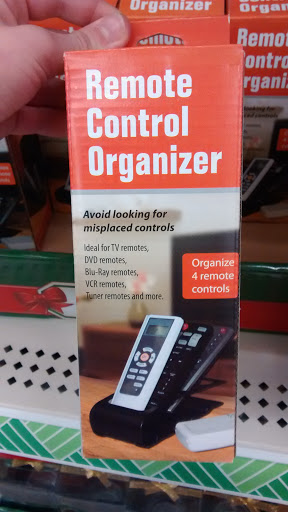 Organizer
Remote
Control
Organizer
Remote
Control
Organizer
Avoid looking for
misplaced controls
Ideal for TV remotes,
DVD remotes,
Blu-Ray remotes,
VCR remotes,
Tuner remotes and more.
Organize
4 remote
controls